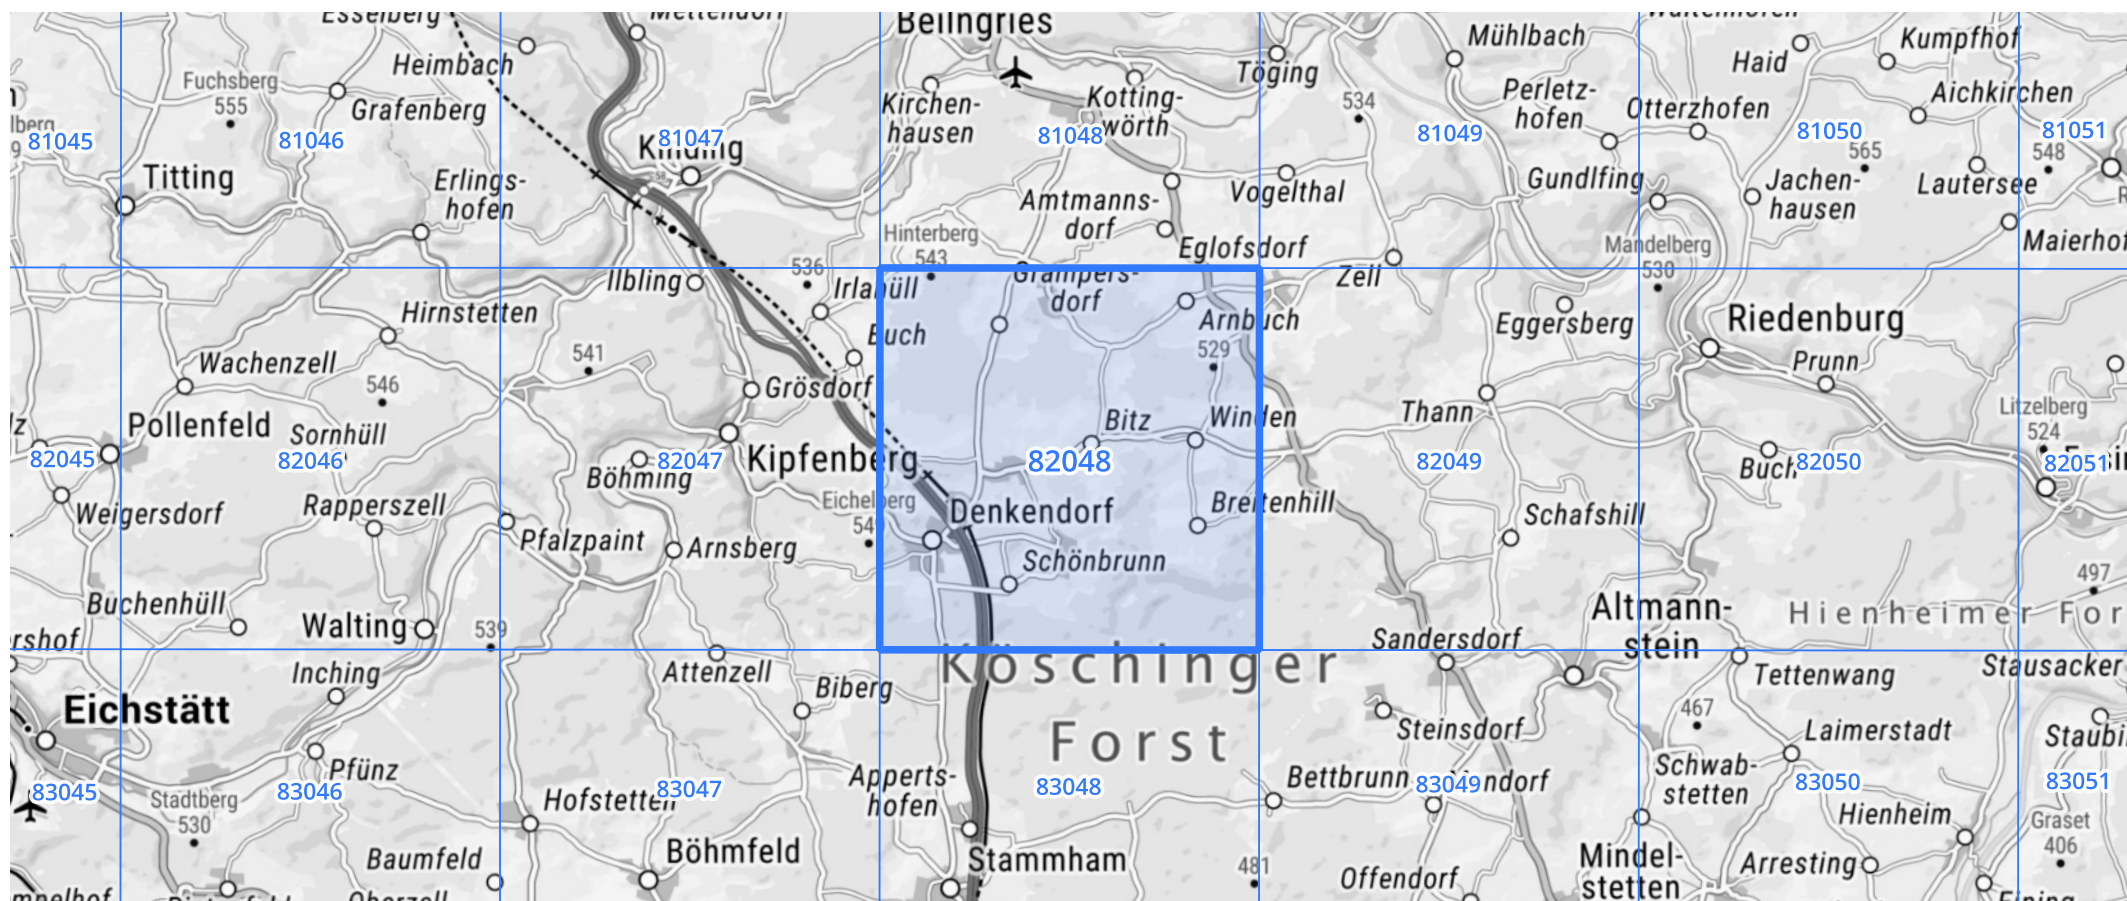 Esselberg
Mettendorf
Beilngries
Heimbach
Mühlbach
Haid
Kumpfhof
Töging
Fuchsberg
555
Grafenberg
Kirchen-
hausen
Kotting-
wörth
534
Perletz-
hofen
Otterzhofen
Aichkirchen
81045
81046
81047
81048
81049
81050
81051
Kinding
58
565
548
Titting
Erlings-
hofen
Amtmanns-
dorf
Vogelthal
Gundlfing
Jachen-
hausen
Lautersee
Hinterberg
543
Eglofsdorf
Mandelberg
530
Maierhof
Ilbling
536
Irlahüll
Grampers-
dorf
Zell
Hirnstetten
Buch
Arnbuch
529
Eggersberg
Riedenburg
Wachenzell
541
546
Grösdorf
Prunn
Pollenfeld
Sornhüll
Bitz
Winden
Thann
Litzelberg
524
82045
82046
82047
82048
82049
82050
82051
Böhming
Kipfenberg
Buch
Weigersdorf
Rapperszell
Eichelberg
Denkendorf
Breitenhill
Schafshill
Pfalzpaint
Arnsberg
Schönbrunn
497
Buchenhüll
Walting
539
Altmann-
stein
Hienheimer For
Sandersdorf
Inching
Attenzell
Köschinger
Forst
Tettenwang
Stausacker
Eichstätt
Biberg
Steinsdorf
467
Laimerstadt
Pfünz
Apperts-
hofen
Bettbrunn
ndorf
Schwab-
stetten
83045
83046
83047
83048
83049
83050
83051
Stadtberg
530
Hofstetten
Hienheim
Graset
406
Baumfeld
Böhmfeld
Stammham
481
Offendorf
Mindel-
stetten
Arresting
Oberzell
Eining